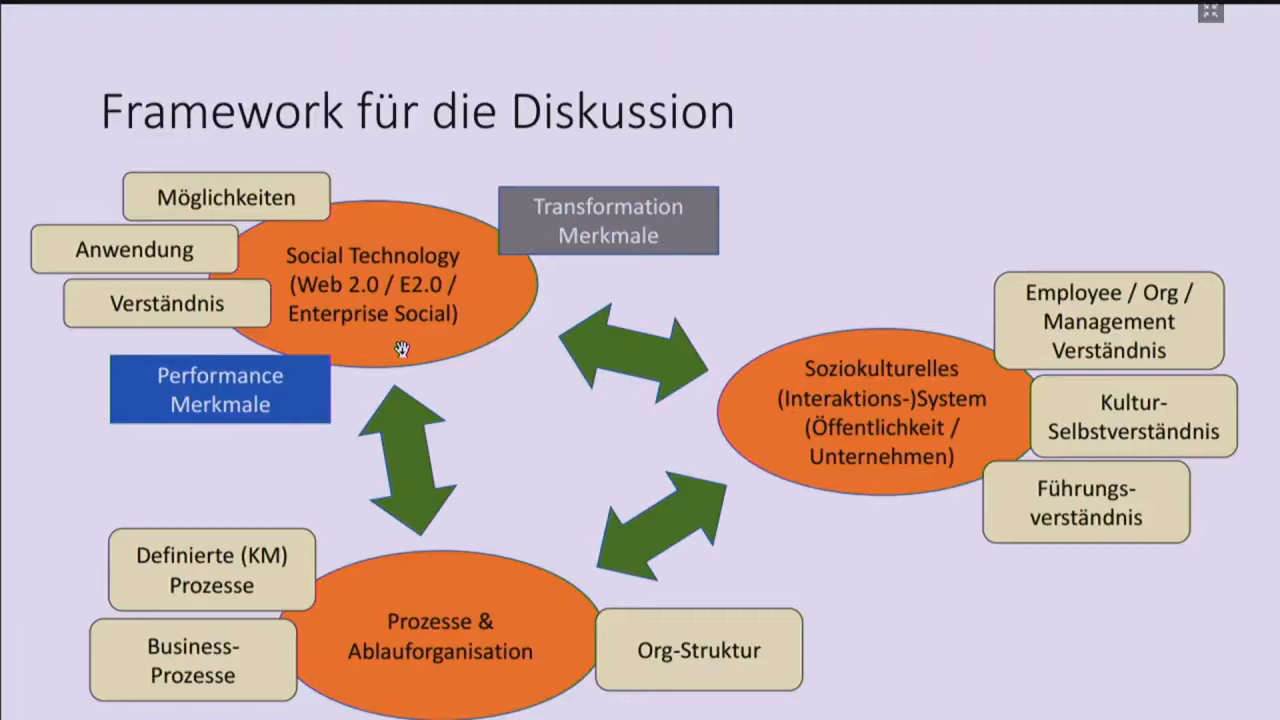 Framework für die Diskussion
Möglichkeiten
Anwendung
Verständnis
Social Technology
(Web 2.0 / E2.0 /
Enterprise Social)
Transformation
Merkmale
Performance
Merkmale
Soziokulturelles
(Interaktions-)System
(Öffentlichkeit /
Unternehmen)
Employee / Org /
Management
Verständnis
Kultur-
Selbstverständnis
Führungs-
verständnis
Definierte (KM)
Prozesse
Business-
Prozesse
Prozesse &
Ablauforganisation
Org-Struktur